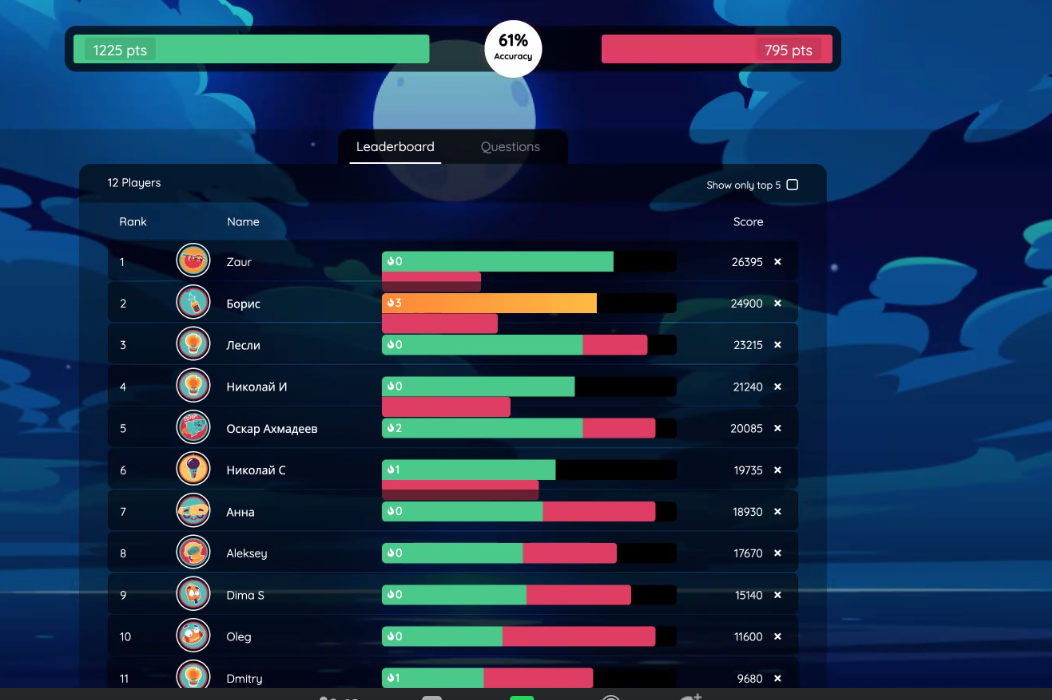 1225 pts 61% Accuracy 795 pts
Leaderboard Questions
12 Players Show only top 5
Rank Name Score
1 Zaur 0 26395 ×
2 Борис 3 24900 ×
3 Лесли 0 23215 ×
4 Николай И 0 21240 ×
5 Оскар Ахмадеев 2 20085 ×
6 Николай С 1 19735 ×
7 Анна 0 18930 ×
8 Aleksey 0 17670 ×
9 Dima S 0 15140 ×
10 Oleg 0 11600 ×
11 Dmitry 1 9680 ×